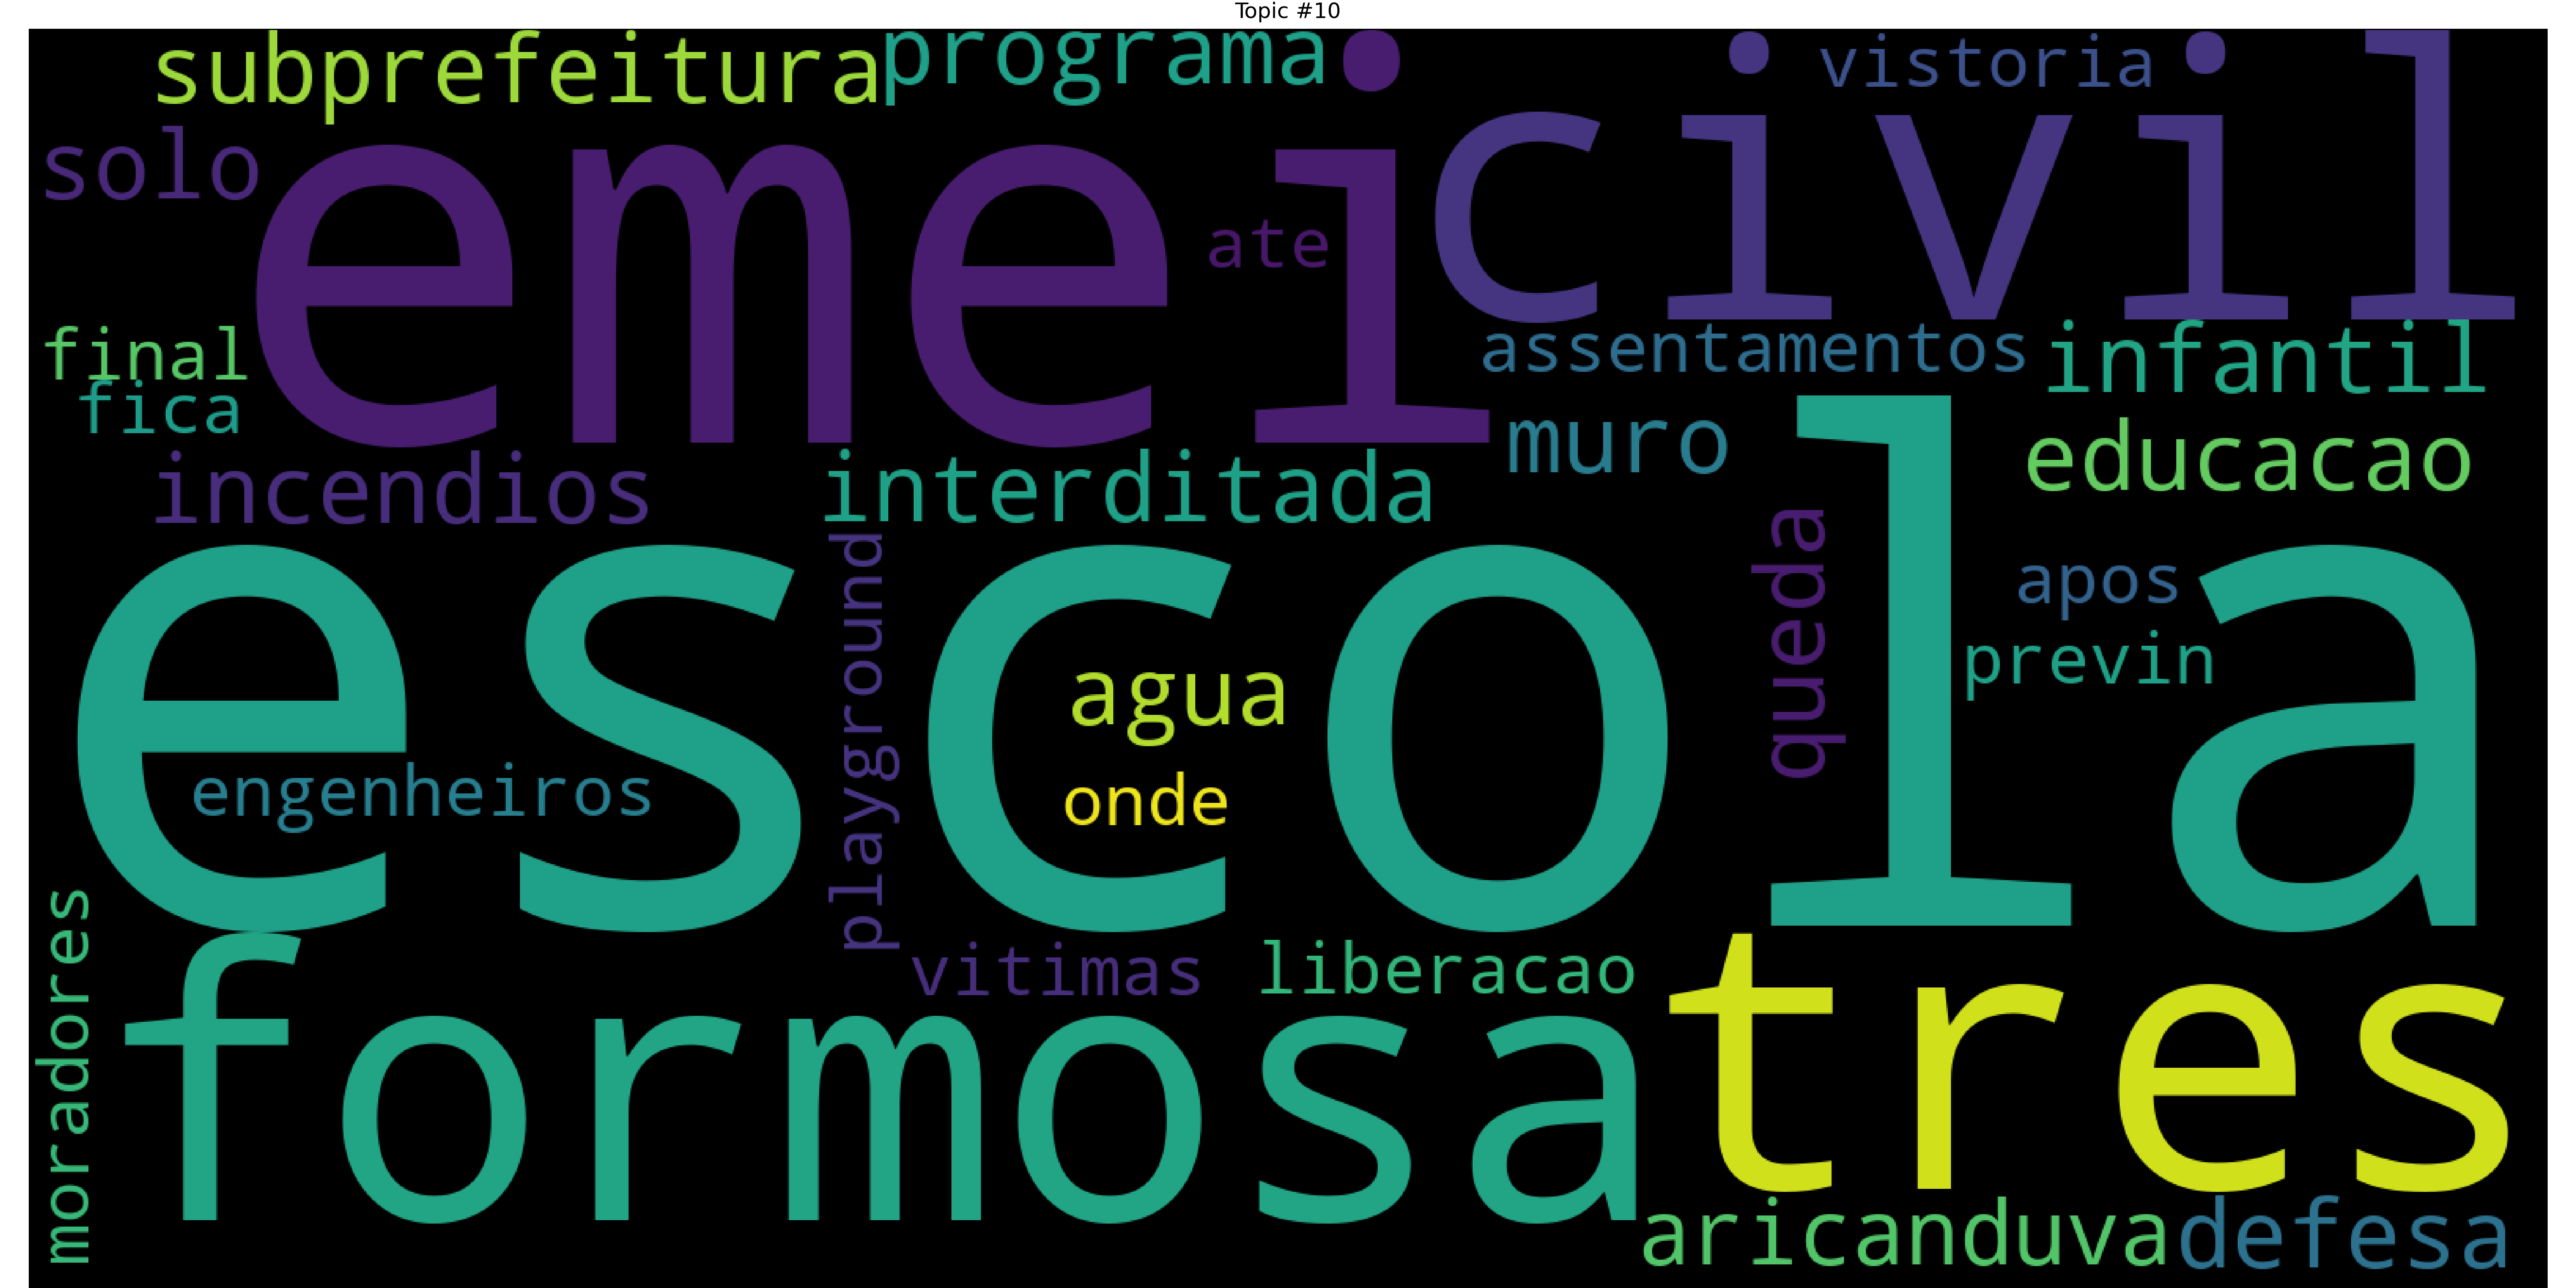 Topic #10
subprefeitura
programa
vistoria
solo
emei
civil
ate
final
assentamentos
infantil
fica
muro
educacao
incendios
interditada
escola
queda
playground
apos
previn
agua
engenheiros
onde
moradores
vitimas
liberacao
formosa
tres
aricanduva
defesa